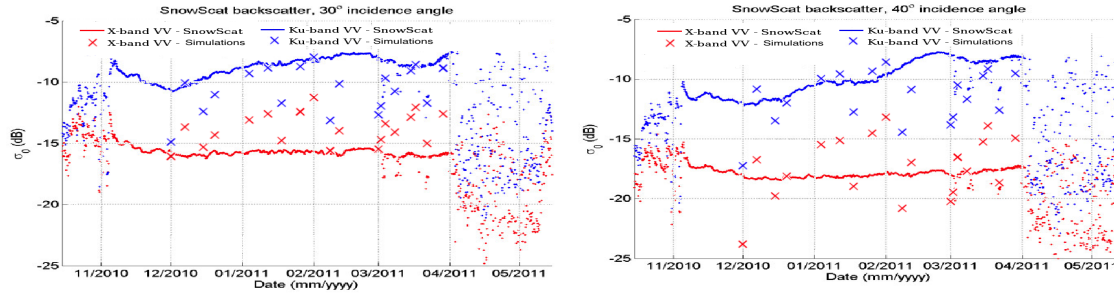 SnowScat backscatter, 30° incidence angle
X-band VV - SnowScat
X-band VV - Simulations
Ku-band VV - SnowScat
Ku-band VV - Simulations
σ0 (dB)
-5
-10
-15
-20
-25
11/2010 12/2010 01/2011 02/2011 03/2011 04/2011 05/2011
Date (mm/yyyy)
SnowScat backscatter, 40° incidence angle
X-band VV - SnowScat
X-band VV - Simulations
Ku-band VV - SnowScat
Ku-band VV - Simulations
σ0 (dB)
-5
-10
-15
-20
-25
11/2010 12/2010 01/2011 02/2011 03/2011 04/2011 05/2011
Date (mm/yyyy)